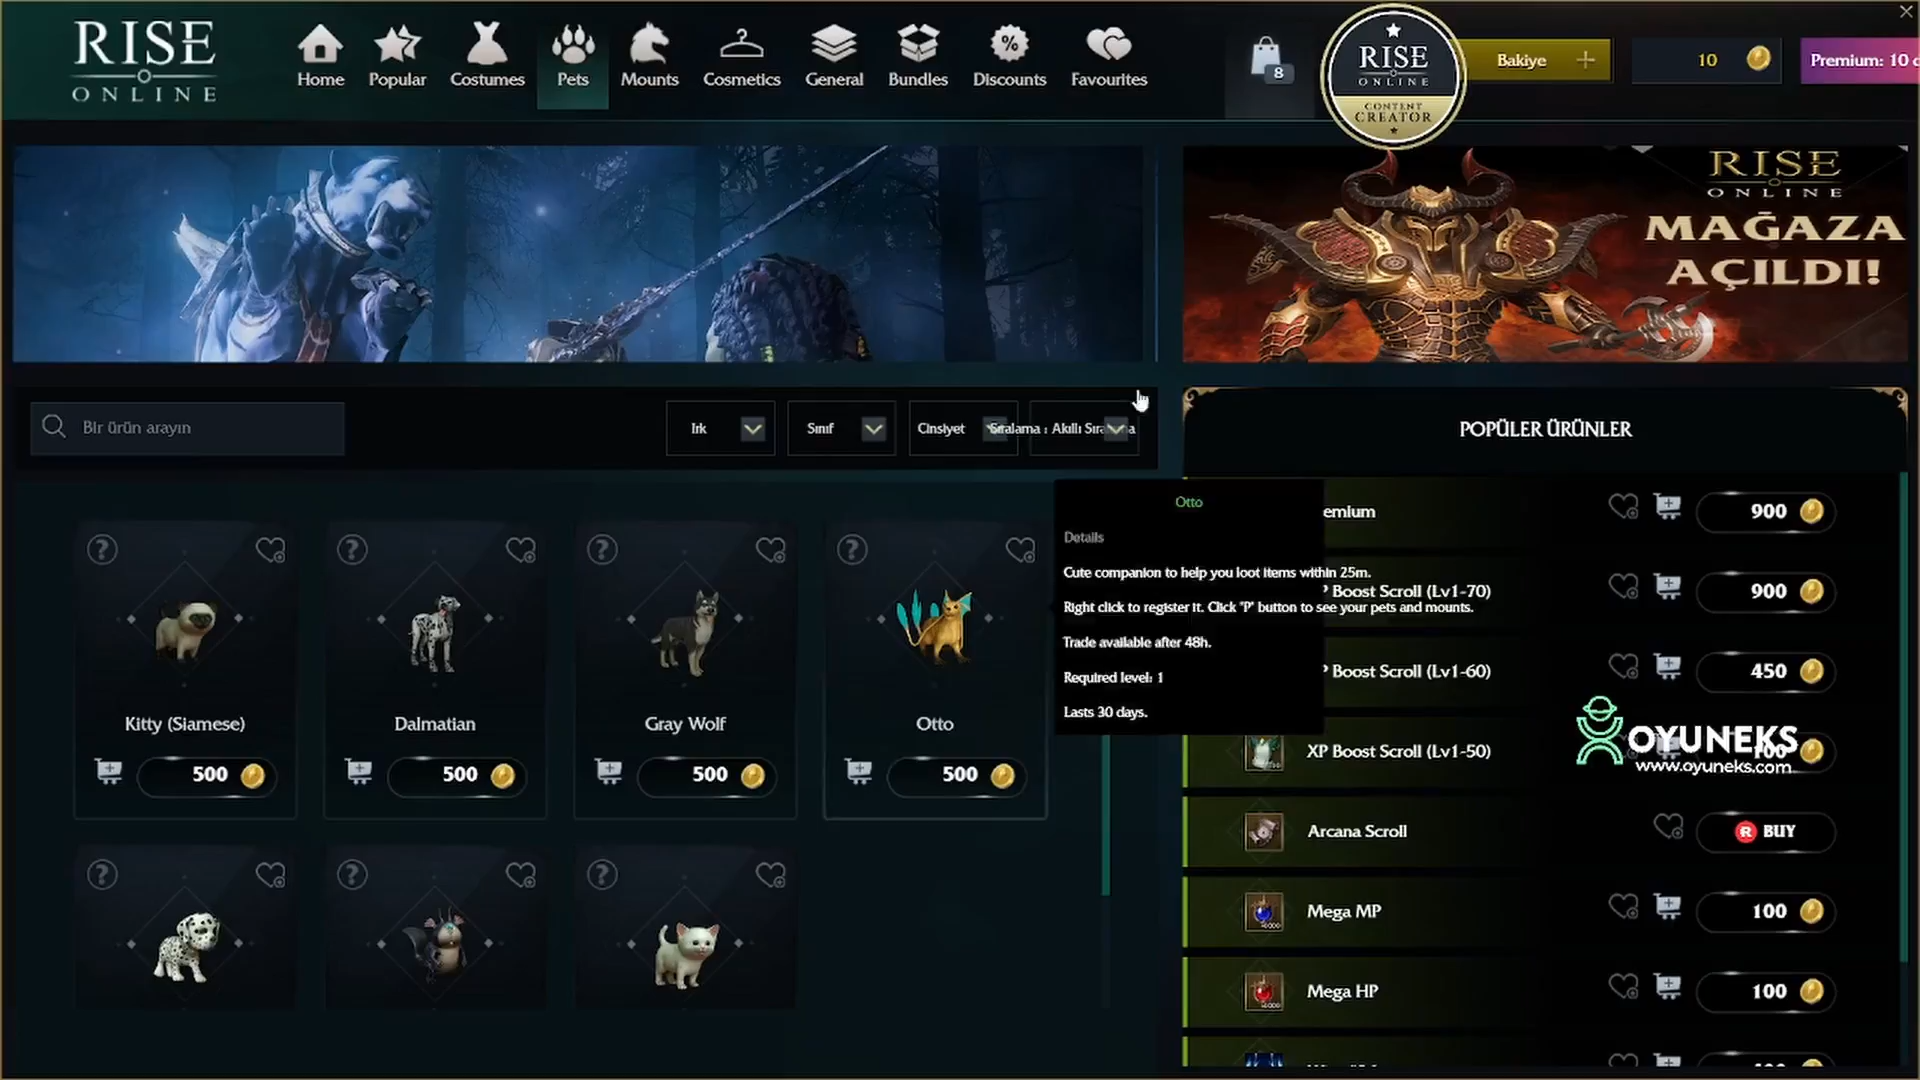 RISE
ONLINE
Home
Popular
Costumes
Pets
Mounts
Cosmetics
General
Bundles
Discounts
Favourites
8
RISE
ONLINE
CONTENT
CREATOR
Bakiye
10
Premium: 10
RISE
ONLINE
MAĞAZA
AÇILDI!
Bir ürün arayın
Irk
Sınıf
Cinsiyet
Sıralama : Akıllı
POPÜLER ÜRÜNLER
Otto
Details
Cute companion to help you loot items within 25m.
Right click to register it. Click "P" button to see your pets and mounts.
Trade available after 48h.
Required level: 1
Lasts 30 days.
Kitty (Siamese)
500
Dalmatian
500
Gray Wolf
500
Otto
500
emium
900
P Boost Scroll (Lv1-70)
900
P Boost Scroll (Lv1-60)
450
XP Boost Scroll (Lv1-50)
100
OYUNEKS
www.oyuneks.com
Arcana Scroll
R BUY
Mega MP
100
Mega HP
100